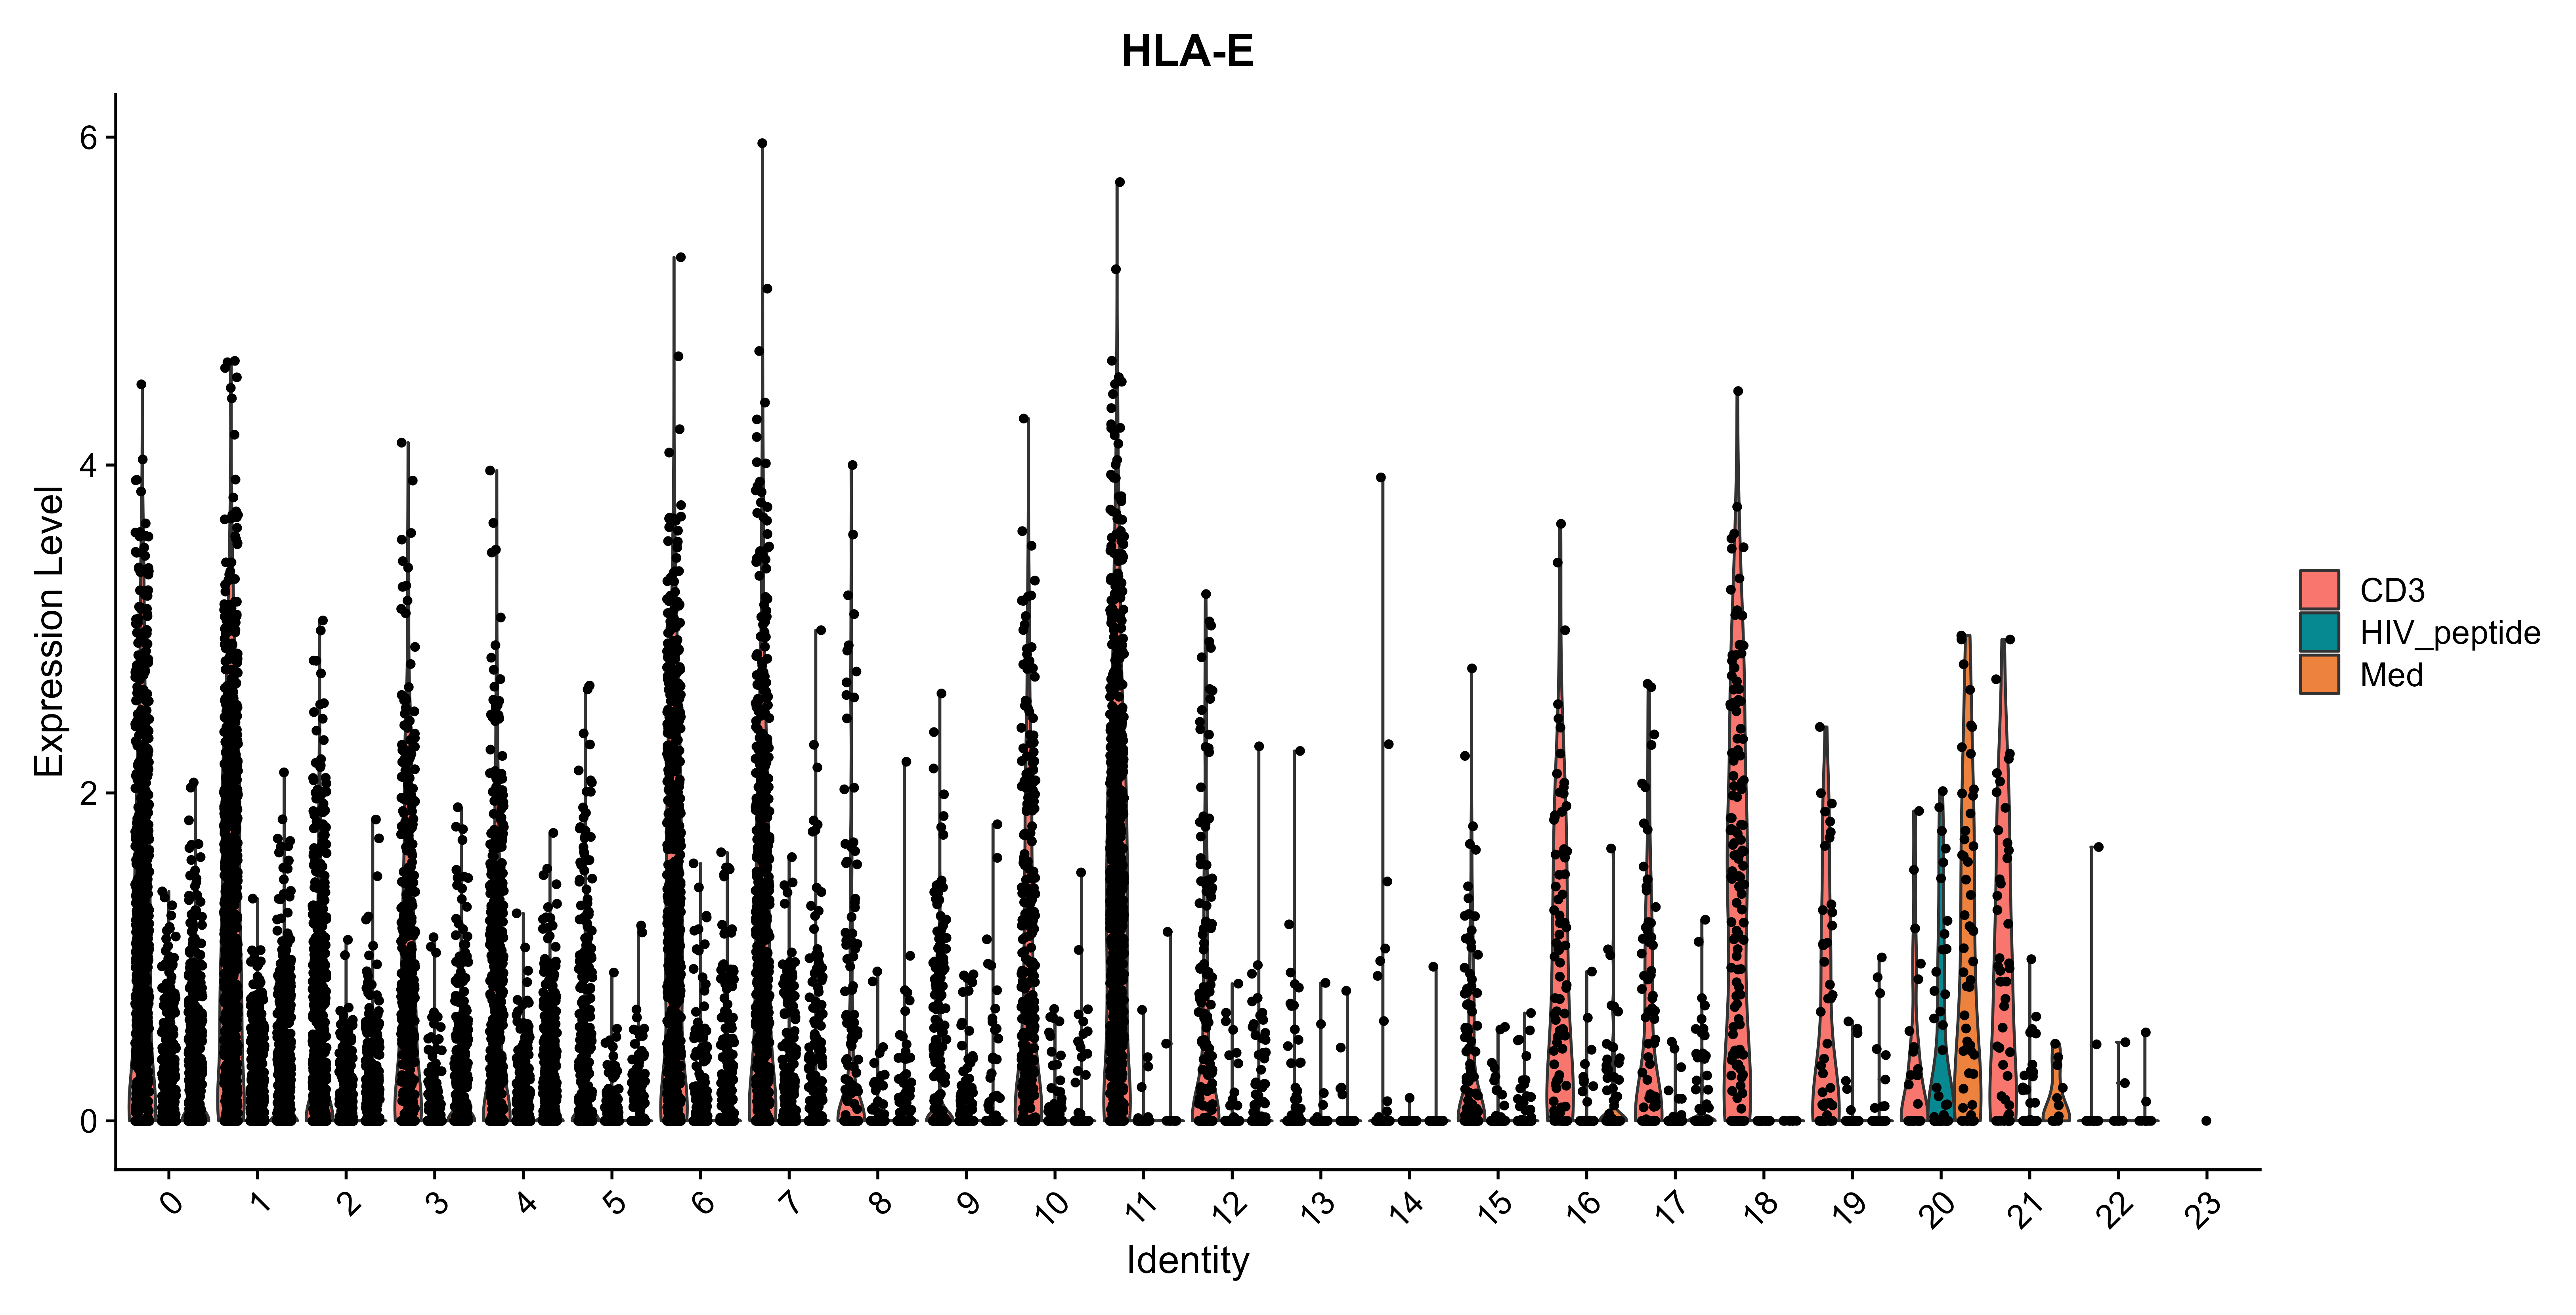 HLA-E
Expression Level
6
4
2
0
0 1 2 3 4 5 6 7 8 9 10 11 12 13 14 15 16 17 18 19 20 21 22 23
Identity
CD3
HIV_peptide
Med